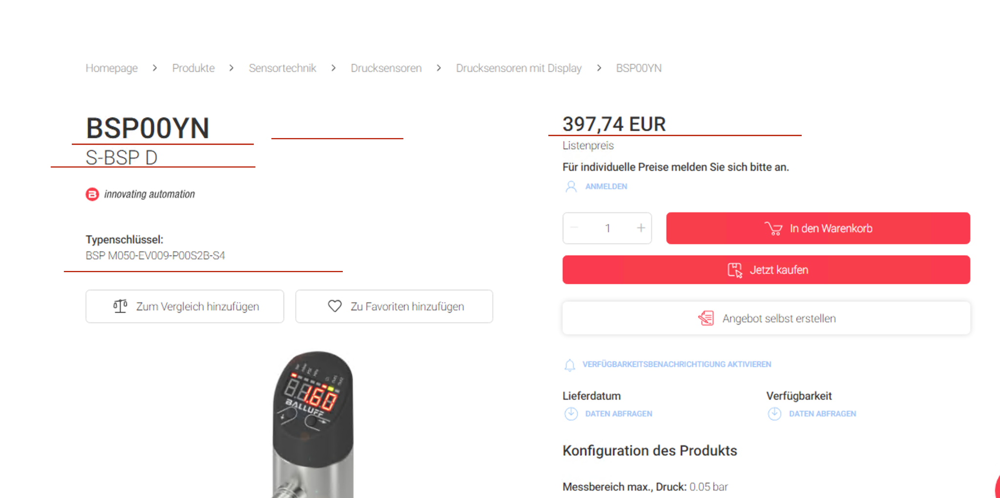 Homepage > Produkte > Sensortechnik > Drucksensoren > Drucksensoren mit Display > BSP00YN
BSP00YN
S-BSP D
innovating automation
Typenschlüssel:
BSP M050-EV009-P00S2B-S4
Zum Vergleich hinzufügen
Zu Favoriten hinzufügen
1.60
BALLUFF
397,74 EUR
Listenpreis
Für individuelle Preise melden Sie sich bitte an.
ANMELDEN
1
In den Warenkorb
Jetzt kaufen
Angebot selbst erstellen
VERFÜGBARKEITSBENACHRICHTIGUNG AKTIVIEREN
Lieferdatum
DATEN ABFRAGEN
Verfügbarkeit
DATEN ABFRAGEN
Konfiguration des Produkts
Messbereich max., Druck: 0.05 bar